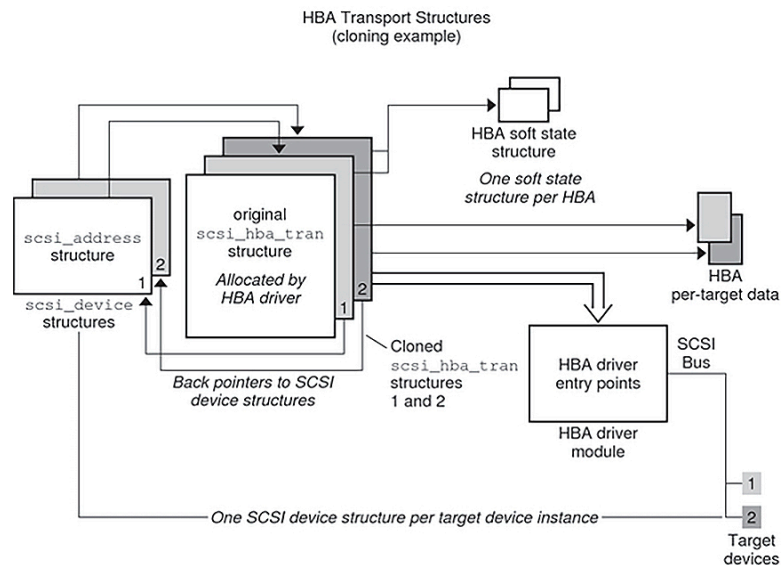 HBA Transport Structures
(cloning example)
HBA soft state
structure
One soft state
structure per HBA
scsi_address
structure
1
2
scsi_device
structures
original
scsi_hba_tran
structure
Allocated by
HBA driver
1
2
HBA
per-target data
Back pointers to SCSI
device structures
Cloned
scsi_hba_tran
structures
1 and 2
HBA driver
entry points
HBA driver
module
SCSI
Bus
1
2
Target
devices
One SCSI device structure per target device instance